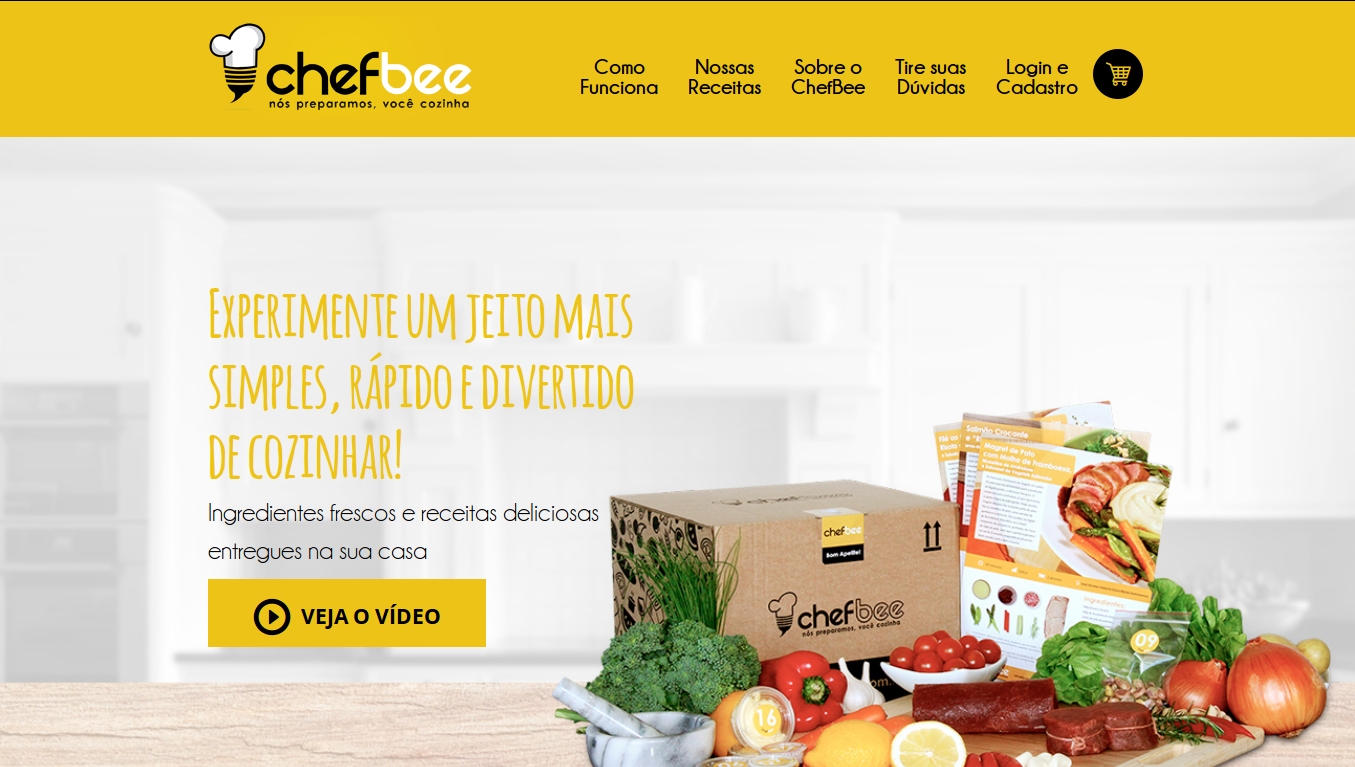 chefbee
nós preparamos, você cozinha
Como
Funciona
Nossas
Receitas
Sobre o
ChefBee
Tire suas
Dúvidas
Login e
Cadastro
Experimente um jeito mais
simples, rápido e divertido
de cozinhar!
Ingredientes frescos e receitas deliciosas
entregues na sua casa
VEJA O VÍDEO
chefbee
Bom Apetite!
chefbee
nós preparamos, você cozinha
Salmão Crocante
Magret de Pato
com Molho de Framboesa,
Ingredientes:
09
16